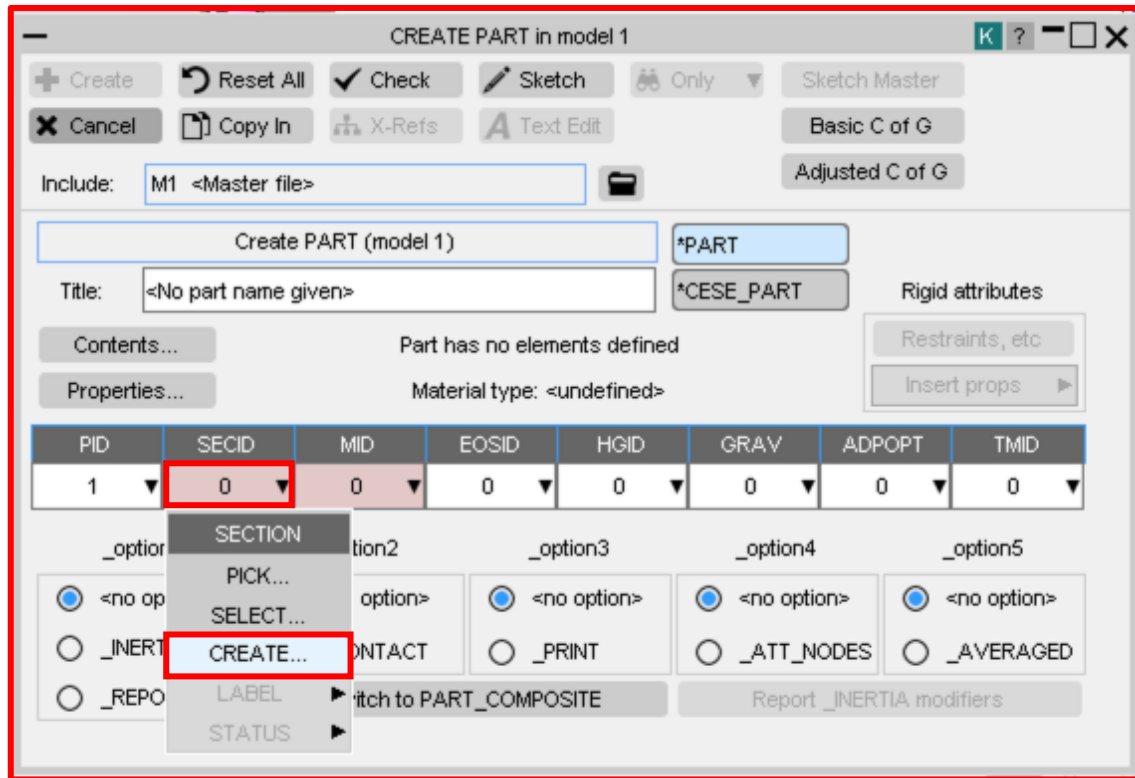 CREATE PART in model 1 K ?
Create Reset All Check Sketch Only Sketch Master
Cancel Copy In X-Refs Text Edit Basic C of G
Adjusted C of G
Include: M1 <Master file>
Create PART (model 1) *PART
Title: <No part name given> *CESE_PART Rigid attributes
Contents... Part has no elements defined Restraints, etc
Properties... Material type: <undefined> Insert props
PID SECID MID EOSID HGID GRAV ADPOPT TMID
1 0 0 0 0 0 0 0
SECTION
_option3 _option4 _option5
PICK...
option> <no option> <no option> <no option>
SELECT...
CREATE... _PRINT _ATT_NODES _AVERAGED
LABEL to PART_COMPOSITE Report _INERTIA modifiers
STATUS